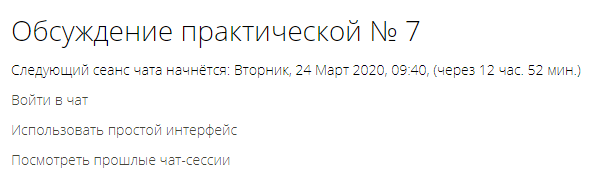 Обсуждение практической № 7
Следующий сеанс чата начнётся: Вторник, 24 Март 2020, 09:40, (через 12 час. 52 мин.)
Войти в чат
Использовать простой интерфейс
Посмотреть прошлые чат-сессии